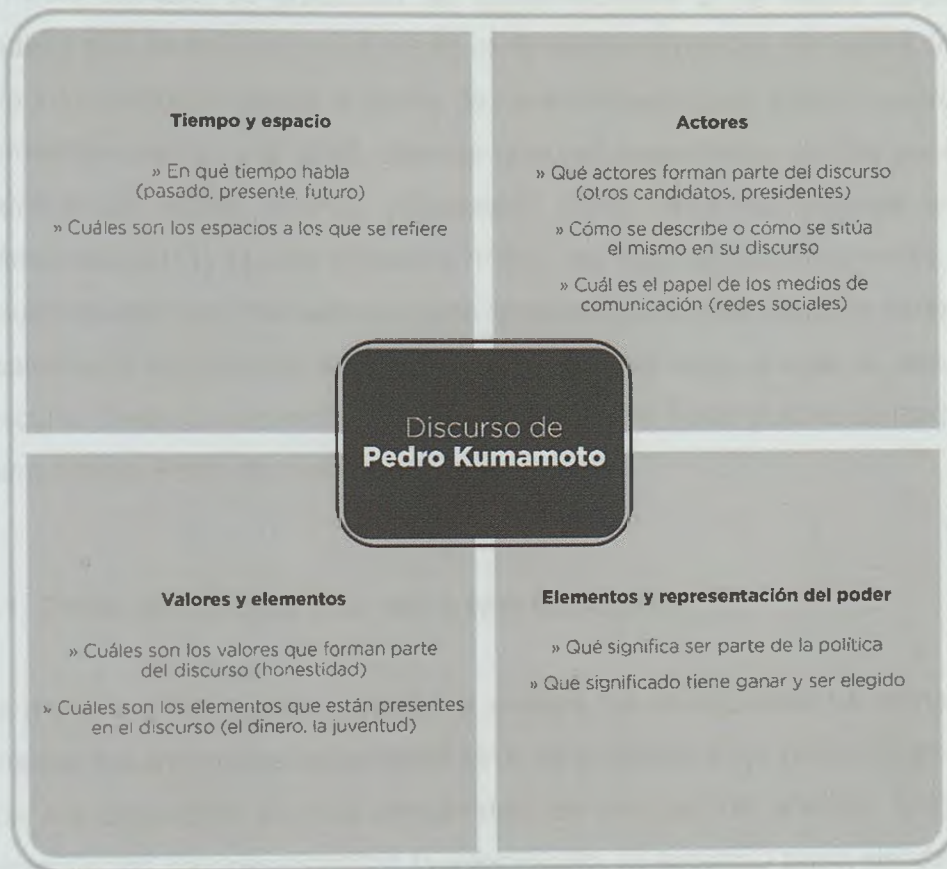 Tiempo y espacio
» En qué tiempo habla
(pasado, presente, futuro)
» Cuáles son los espacios a los que se refiere
Actores
» Qué actores forman parte del discurso
(otros candidatos, presidentes)
» Cómo se describe o cómo se sitúa
el mismo en su discurso
» Cuál es el papel de los medios de
comunicación (redes sociales)
Discurso de
Pedro Kumamoto
Valores y elementos
» Cuáles son los valores que forman parte
del discurso (honestidad)
» Cuáles son los elementos que están presentes
en el discurso (el dinero, la juventud)
Elementos y representación del poder
» Qué significa ser parte de la política
» Qué significado tiene ganar y ser elegido